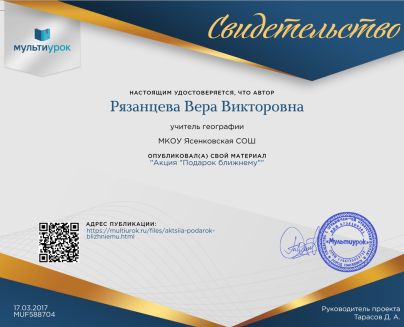 мультиурок
Свидетельство
НАСТОЯЩИМ УДОСТОВЕРЯЕТСЯ, ЧТО АВТОР
Рязанцева Вера Викторовна
учитель географии
МКОУ Ясенковская СОШ
ОПУБЛИКОВАЛ(А) СВОЙ МАТЕРИАЛ
"Акция "Подарок ближнему""
АДРЕС ПУБЛИКАЦИИ:
https://multiurok.ru/files/aktsiia-podarok-
blizhniemu.html
«Мультиурок»
17.03.2017
MUF588704
Руководитель проекта
Тарасов Д. А.